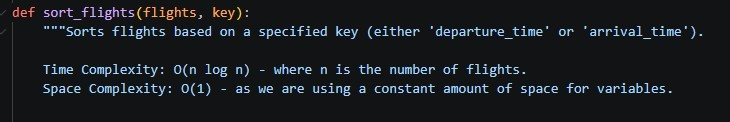 def sort_flights(flights, key):
"""Sorts flights based on a specified key (either 'departure_time' or 'arrival_time').
Time Complexity: O(n log n) - where n is the number of flights.
Space Complexity: O(1) - as we are using a constant amount of space for variables.